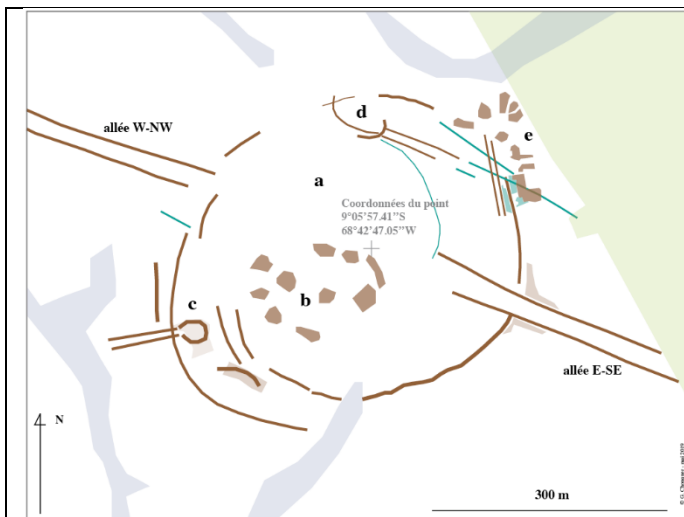 d
allée W-NW
e
a
Coordonnées du point
9°05’57.41’’S
68°42’47.05’’W
b
c
allée E-SE
N
300 m